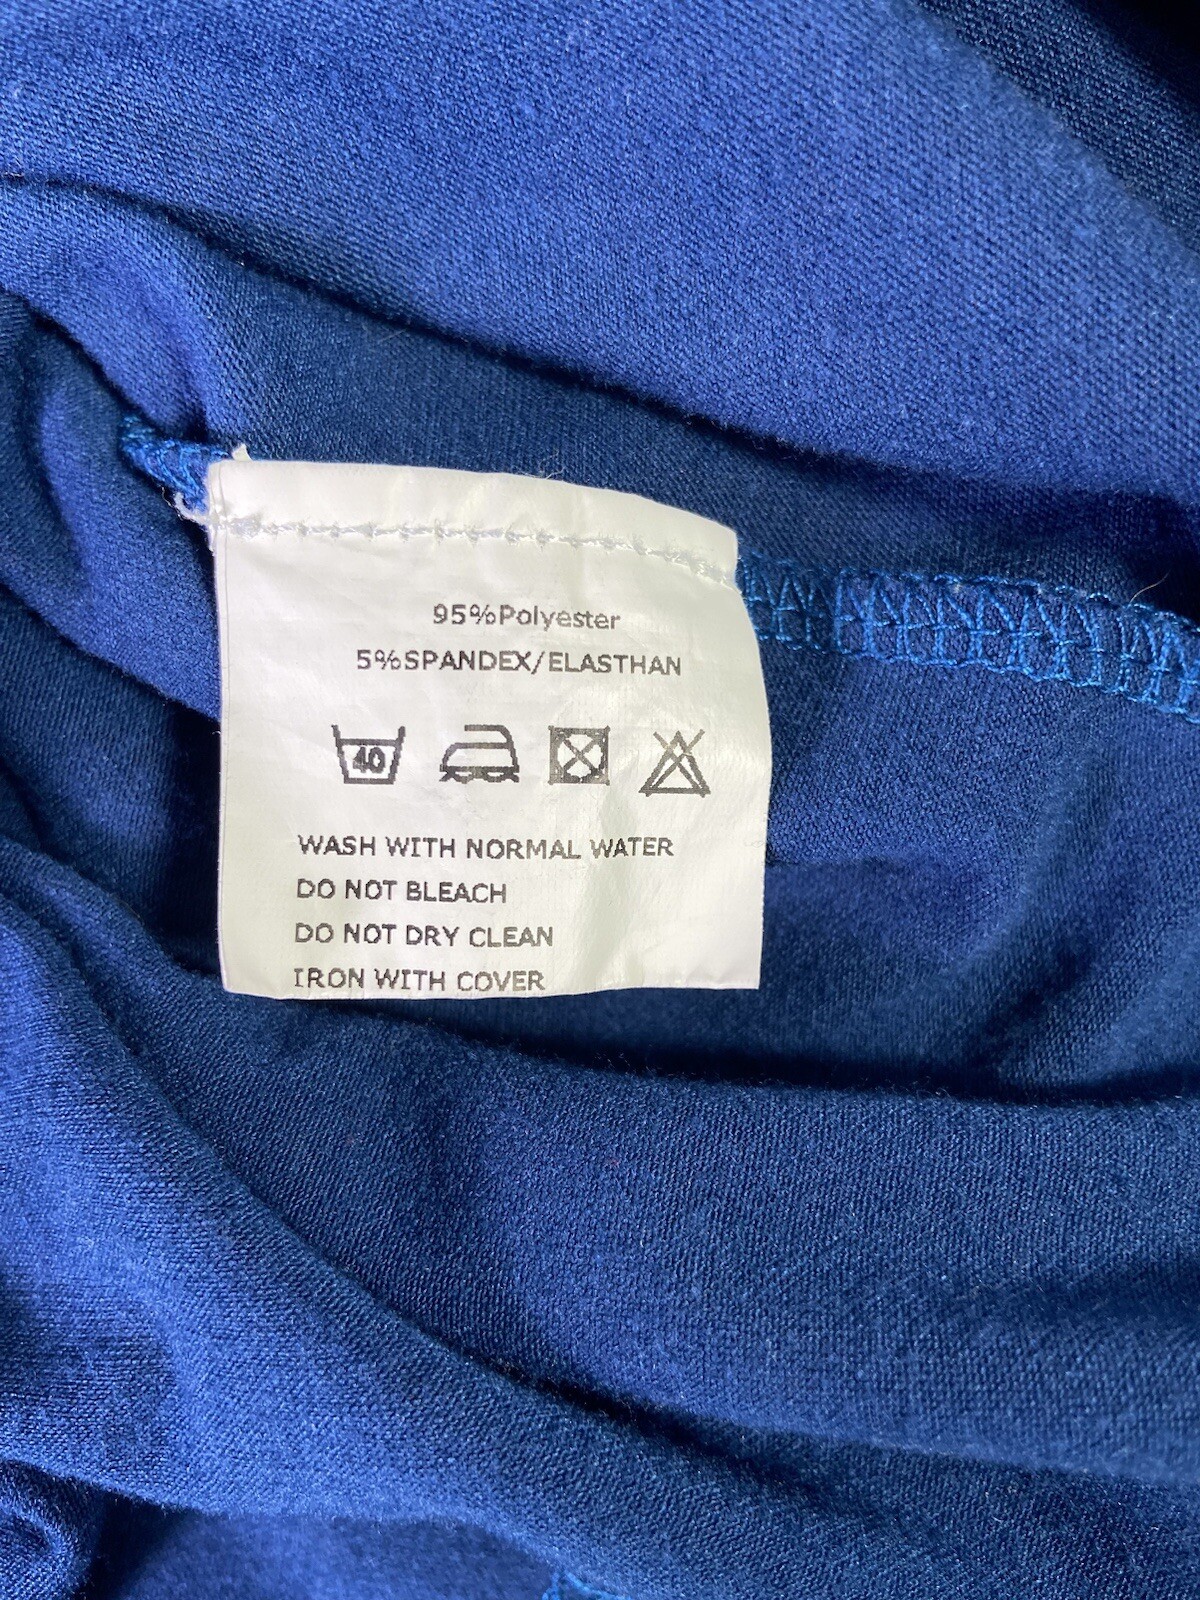 95%Polyester
5%SPANDEX/ELASTHAN
40
WASH WITH NORMAL WATER
DO NOT BLEACH
DO NOT DRY CLEAN
IRON WITH COVER